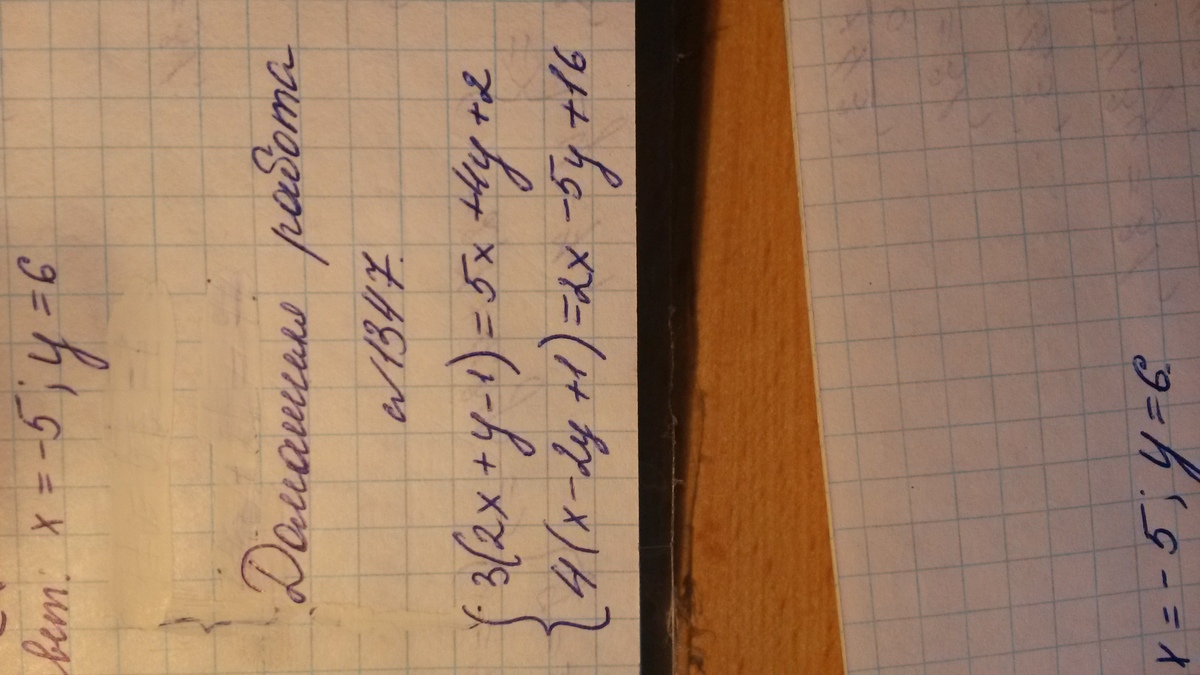 вет: x = -5; y = 6
Домашняя работа
№1347.
{ 3(2x + y - 1) = 5x + 4y + 2
{ 4(x - 2y + 1) = 2x - 5y + 16
x = -5; y = 6.